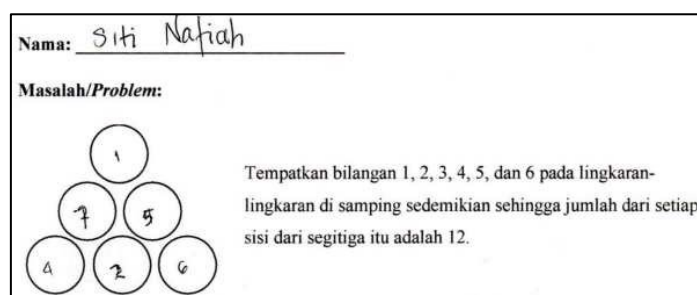 Nama: Siti Nafiah
Masalah/Problem:
1
7 5
4 2 6
Tempatkan bilangan 1, 2, 3, 4, 5, dan 6 pada lingkaran-
lingkaran di samping sedemikian sehingga jumlah dari setiap
sisi dari segitiga itu adalah 12.